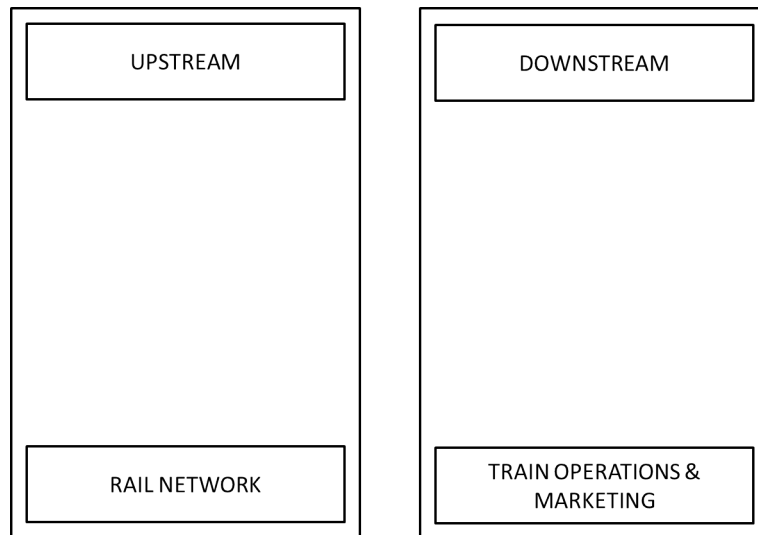 UPSTREAM
DOWNSTREAM
RAIL NETWORK
TRAIN OPERATIONS &
MARKETING